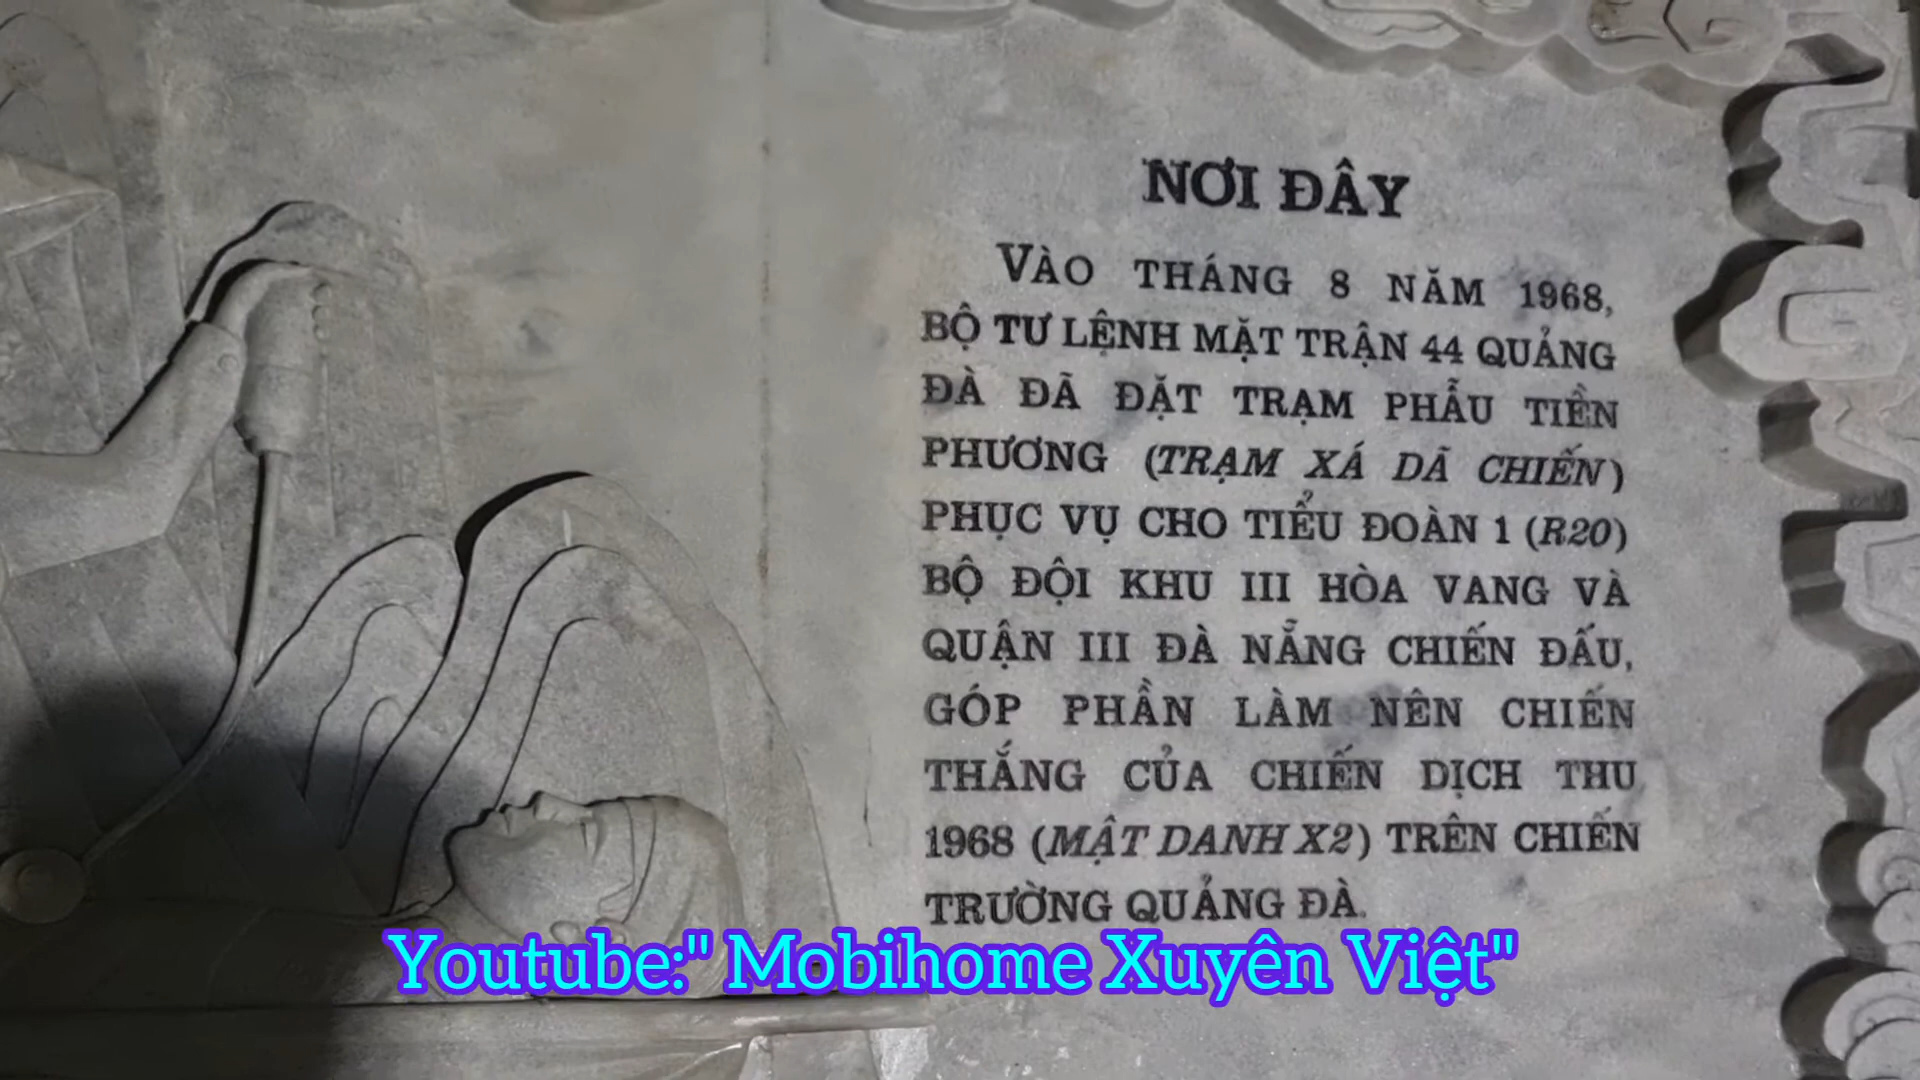 NƠI ĐÂY
VÀO THÁNG 8 NĂM 1968,
BỘ TƯ LỆNH MẶT TRẬN 44 QUẢNG
ĐÀ ĐÃ ĐẶT TRẠM PHẪU TIỀN
PHƯƠNG (TRẠM XÁ DÃ CHIẾN)
PHỤC VỤ CHO TIỂU ĐOÀN 1 (R20)
BỘ ĐỘI KHU III HÒA VANG VÀ
QUẬN III ĐÀ NẴNG CHIẾN ĐẤU,
GÓP PHẦN LÀM NÊN CHIẾN
THẮNG CỦA CHIẾN DỊCH THU
1968 (MẬT DANH X2) TRÊN CHIẾN
TRƯỜNG QUẢNG ĐÀ.
Youtube:" Mobihome Xuyên Việt"